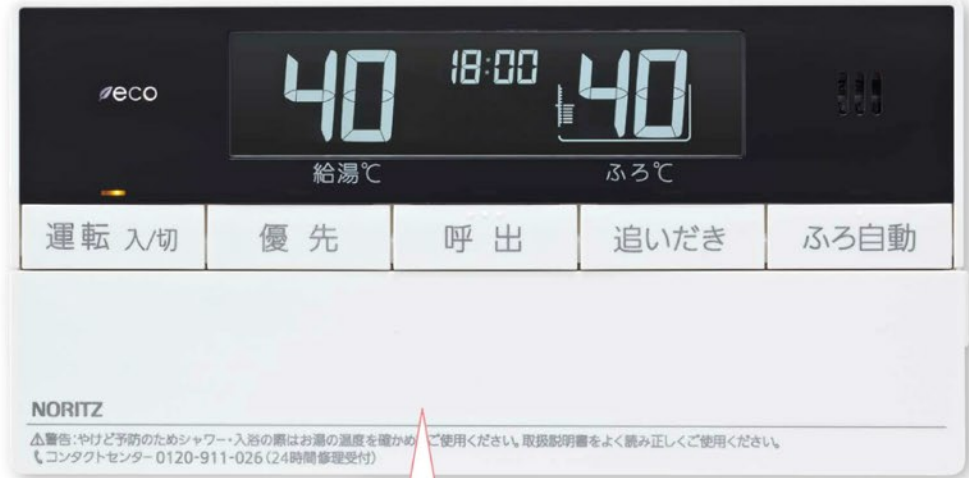 40 18:00 40
eco
給湯℃ ふろ℃
運転 入/切 優先 呼出 追いだき ふろ自動
NORITZ
⚠警告:やけど予防のためシャワー・入浴の際はお湯の温度を確かめ ご使用ください。取扱説明書をよく読み正しくご使用ください。
コンタクトセンター 0120-911-026(24時間修理受付)